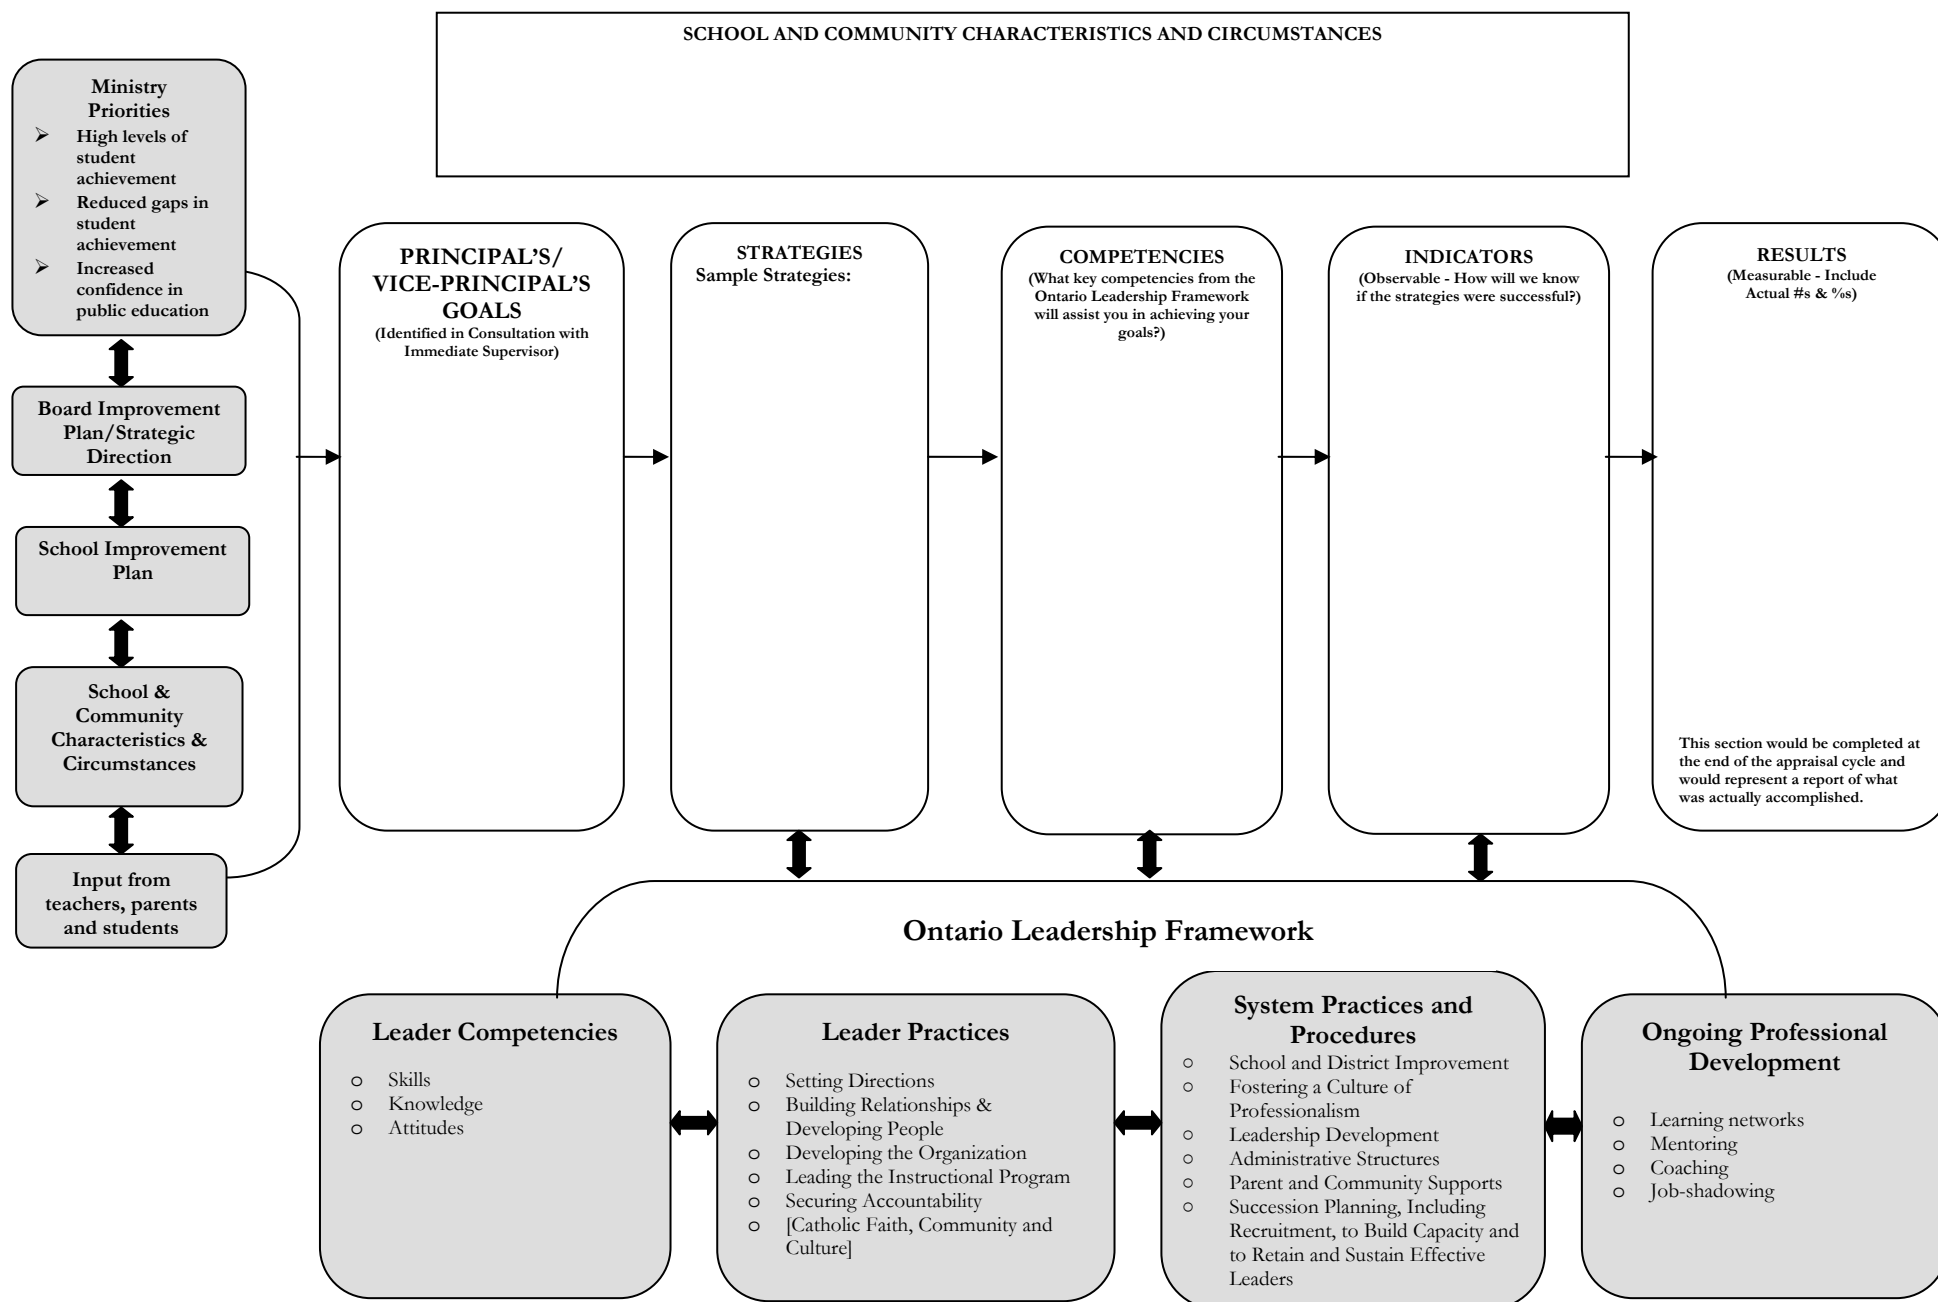 SCHOOL AND COMMUNITY CHARACTERISTICS AND CIRCUMSTANCES
Ministry
Priorities
➢ High levels of
student
achievement
➢ Reduced gaps in
student
achievement
➢ Increased
confidence in
public education
Board Improvement
Plan/Strategic
Direction
School Improvement
Plan
School &
Community
Characteristics &
Circumstances
Input from
teachers, parents
and students
PRINCIPAL'S/
VICE-PRINCIPAL'S
GOALS
(Identified in Consultation with
Immediate Supervisor)
STRATEGIES
Sample Strategies:
COMPETENCIES
(What key competencies from the
Ontario Leadership Framework
will assist you in achieving your
goals?)
INDICATORS
(Observable - How will we know
if the strategies were successful?)
RESULTS
(Measurable - Include
Actual #s & %s)
This section would be completed at
the end of the appraisal cycle and
would represent a report of what
was actually accomplished.
Ontario Leadership Framework
Leader Competencies
o Skills
o Knowledge
o Attitudes
Leader Practices
o Setting Directions
o Building Relationships &
Developing People
o Developing the Organization
o Leading the Instructional Program
o Securing Accountability
o [Catholic Faith, Community and
Culture]
System Practices and
Procedures
o School and District Improvement
o Fostering a Culture of
Professionalism
o Leadership Development
o Administrative Structures
o Parent and Community Supports
o Succession Planning, Including
Recruitment, to Build Capacity and
to Retain and Sustain Effective
Leaders
Ongoing Professional
Development
o Learning networks
o Mentoring
o Coaching
o Job-shadowing